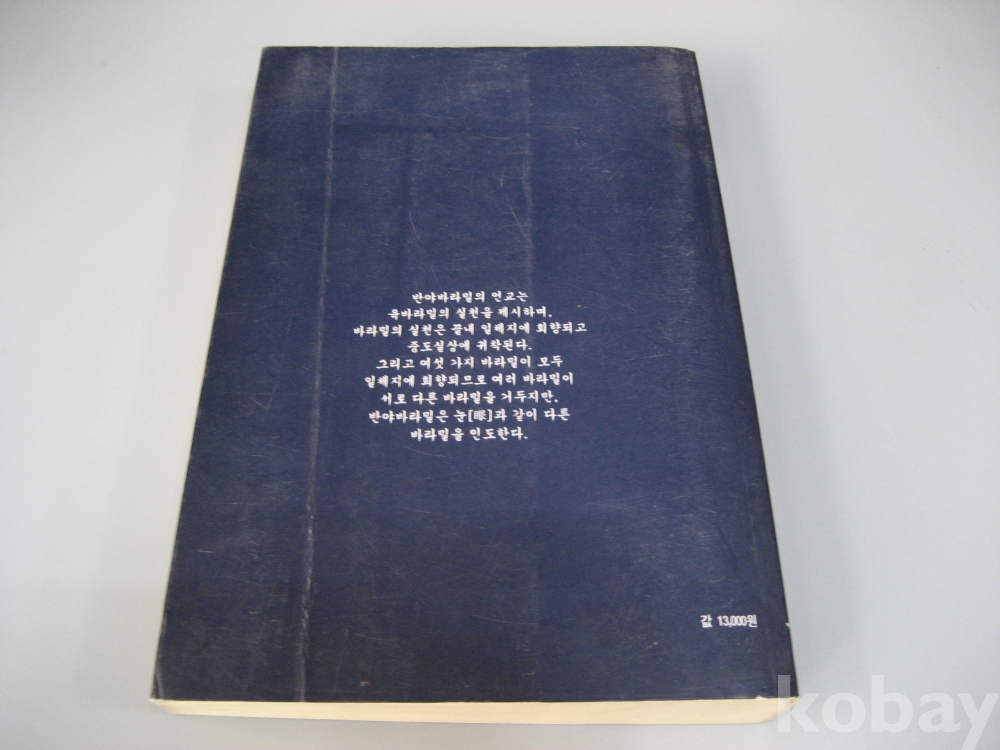 반야바라밀의 언교는
육바라밀의 실천을 제시하며,
바라밀의 실천은 끝내 일체지에 회향되고
중도실상에 귀착된다.
그리고 여섯 가지 바라밀이 모두
일체지에 회향되므로 여러 바라밀이
서로 다른 바라밀을 거두지만,
반야바라밀은 눈[眼]과 같이 다른
바라밀을 인도한다.
값 13,000원
kobay